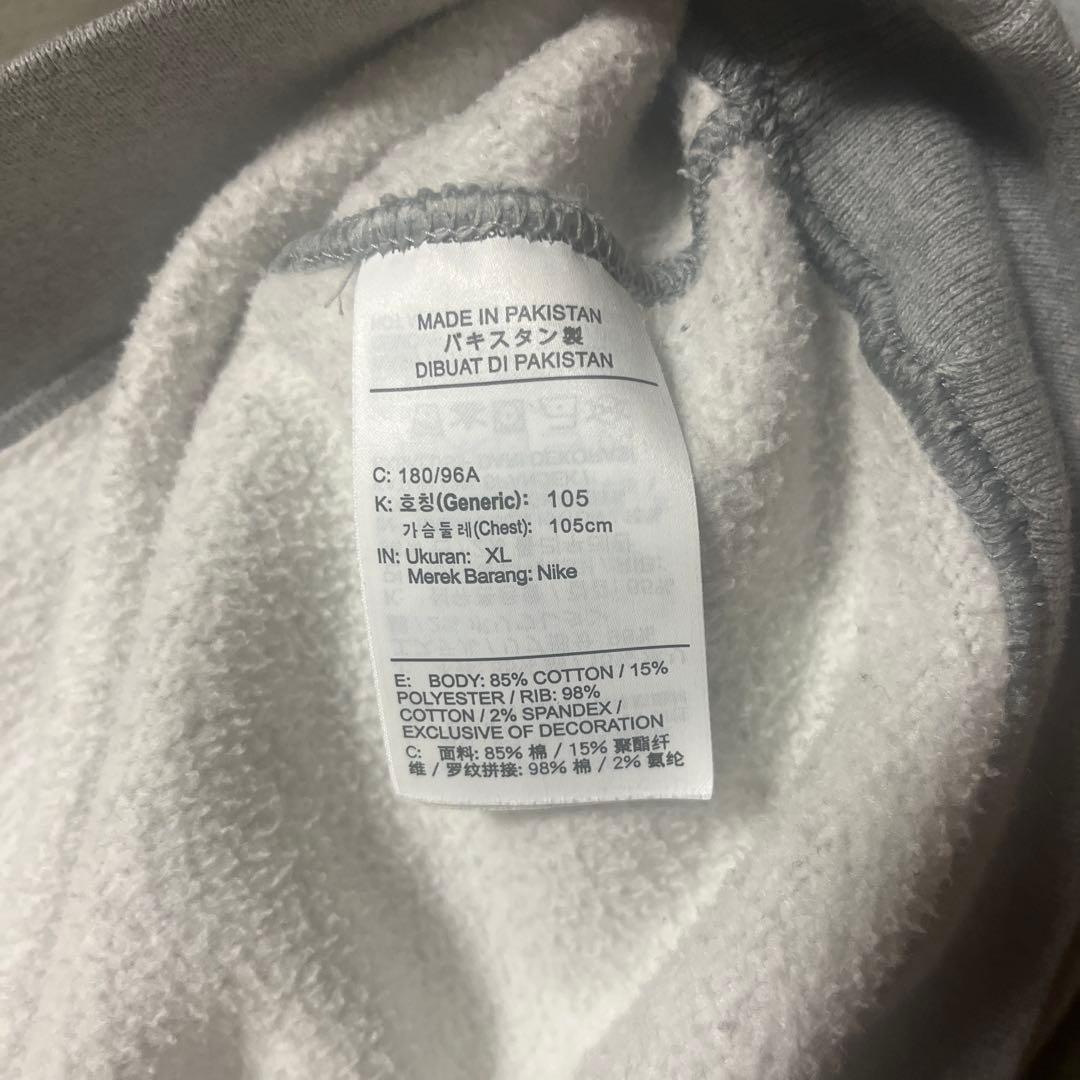 MADE IN PAKISTAN
パキスタン製
DIBUAT DI PAKISTAN
C: 180/96A
K: 호칭(Generic): 105
가슴둘레(Chest): 105cm
IN: Ukuran: XL
Merek Barang: Nike
E: BODY: 85% COTTON / 15%
POLYESTER / RIB: 98%
COTTON / 2% SPANDEX /
EXCLUSIVE OF DECORATION
C: 面料: 85% 棉 / 15% 聚酯纤
维 / 罗纹拼接: 98% 棉 / 2% 氨纶